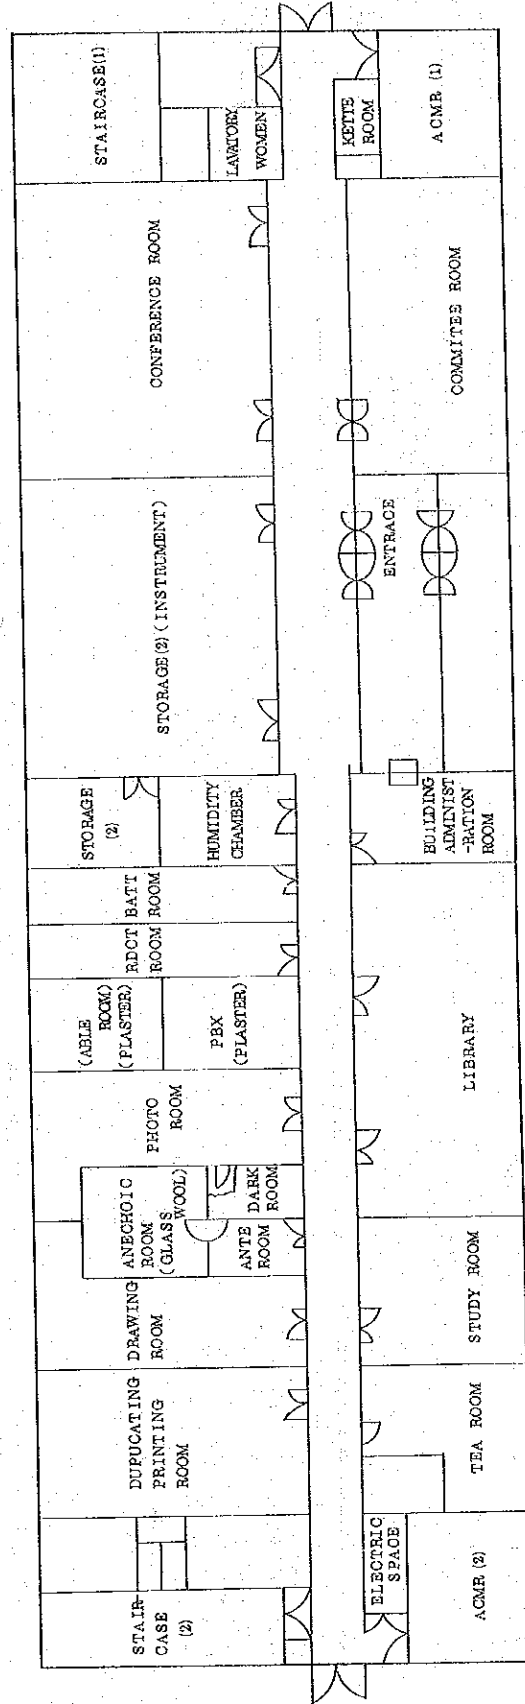 STAIR
CASE
(2)
DUPUCATING
PRINTING
ROOM
DRAWING
ROOM
ANECHOIC
ROOM
(GLASS
WOOL)
ANTE
ROOM
DARK
ROOM
PHOTO
ROOM
(ABLE
ROOM)
(PLASTER)
PBX
(PLASTER)
RDCT
ROOM
BATT
ROOM
STORAGE
(2)
HUMIDITY
CHAMBER
STORAGE(2)(INSTRUMENT)
CONFERENCE ROOM
STAIRCASE(1)
LAVATORY
WOMEN
ELECTRIC
SPACE
ACMR (2)
TEA ROOM
STUDY ROOM
LIBRARY
BUILDING
ADMINIST
-RATION
ROOM
ENTRACE
COMMITEE ROOM
KETTE
ROOM
ACMR (1)